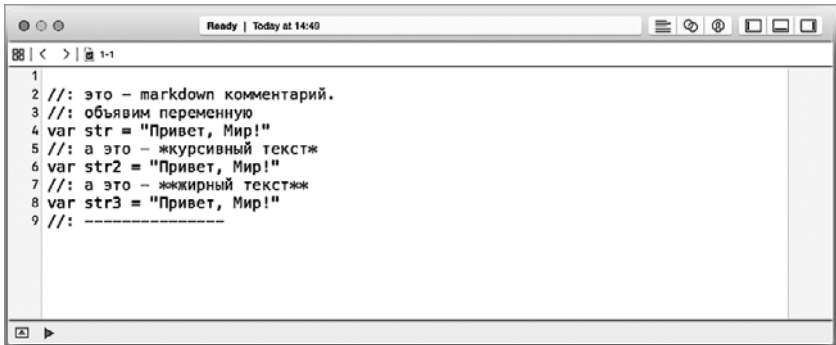 Ready | Today at 14:49
1-1
1
2 //: это – markdown комментарий.
3 //: объявим переменную
4 var str = "Привет, Мир!"
5 //: а это – *курсивный текст*
6 var str2 = "Привет, Мир!"
7 //: а это – **жирный текст**
8 var str3 = "Привет, Мир!"
9 //: ---------------